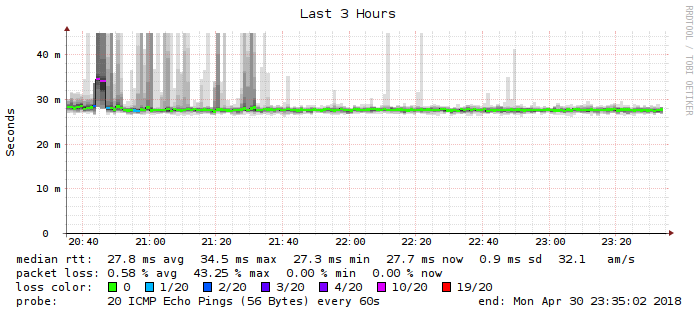 Last 3 Hours
RRDTOOL / TOBI OETIKER
Seconds
40 m
30 m
20 m
10 m
0
20:40 21:00 21:20 21:40 22:00 22:20 22:40 23:00 23:20
median rtt: 27.8 ms avg 34.5 ms max 27.3 ms min 27.7 ms now 0.9 ms sd 32.1 am/s
packet loss: 0.58 % avg 43.25 % max 0.00 % min 0.00 % now
loss color: 0 1/20 2/20 3/20 4/20 10/20 19/20
probe: 20 ICMP Echo Pings (56 Bytes) every 60s end: Mon Apr 30 23:35:02 2018